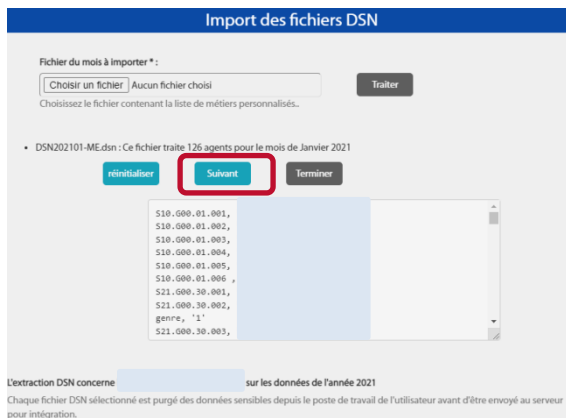 Import des fichiers DSN
Fichier du mois à importer * :
Choisir un fichier Aucun fichier choisi
Traiter
Choisissez le fichier contenant la liste de métiers personnalisés..
• DSN202101-ME.dsn : Ce fichier traite 126 agents pour le mois de Janvier 2021
réinitialiser Suivant Terminer
S10.G00.01.001,
S10.G00.01.002,
S10.G00.01.003,
S10.G00.01.004,
S10.G00.01.005,
S10.G00.01.006 ,
S21.G00.30.001,
S21.G00.30.002,
genre, '1'
S21.G00.30.003,
L'extraction DSN concerne sur les données de l'année 2021
Chaque fichier DSN sélectionné est purgé des données sensibles depuis le poste de travail de l'utilisateur avant d'être envoyé au serveur
pour intégration.